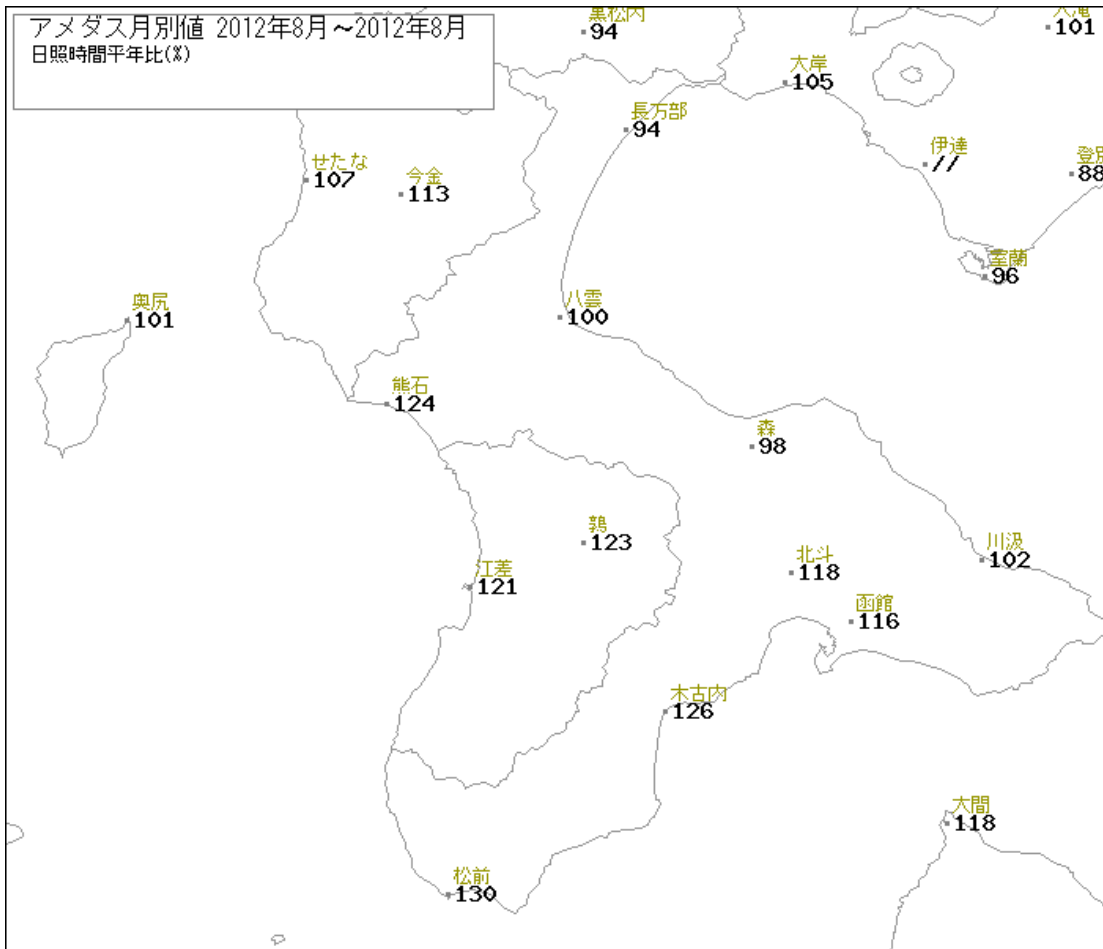 アメダス月別値 2012年8月～2012年8月
日照時間平年比(%)
黒松内
94
大滝
101
大岸
105
長万部
94
伊達
//
登別
88
せたな
107
今金
113
室蘭
96
奥尻
101
八雲
100
熊石
124
森
98
鶉
123
川汲
102
北斗
118
江差
121
函館
116
木古内
126
大間
118
松前
130